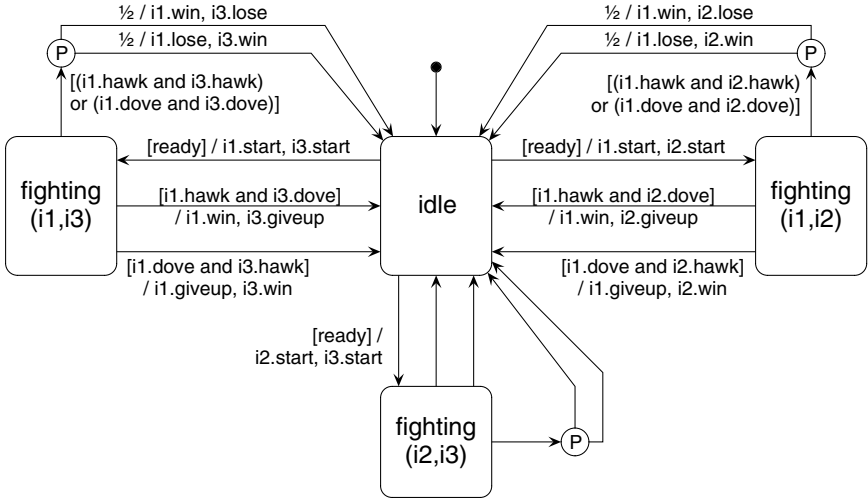 ½ / i1.win, i3.lose
½ / i1.lose, i3.win
P
[(i1.hawk and i3.hawk)
or (i1.dove and i3.dove)]
½ / i1.win, i2.lose
½ / i1.lose, i2.win
P
[(i1.hawk and i2.hawk)
or (i1.dove and i2.dove)]
fighting
(i1,i3)
[ready] / i1.start, i3.start
[i1.hawk and i3.dove]
/ i1.win, i3.giveup
[i1.dove and i3.hawk]
/ i1.giveup, i3.win
idle
[ready] / i1.start, i2.start
[i1.hawk and i2.dove]
/ i1.win, i2.giveup
[i1.dove and i2.hawk]
/ i1.giveup, i2.win
fighting
(i1,i2)
[ready] /
i2.start, i3.start
fighting
(i2,i3)
P